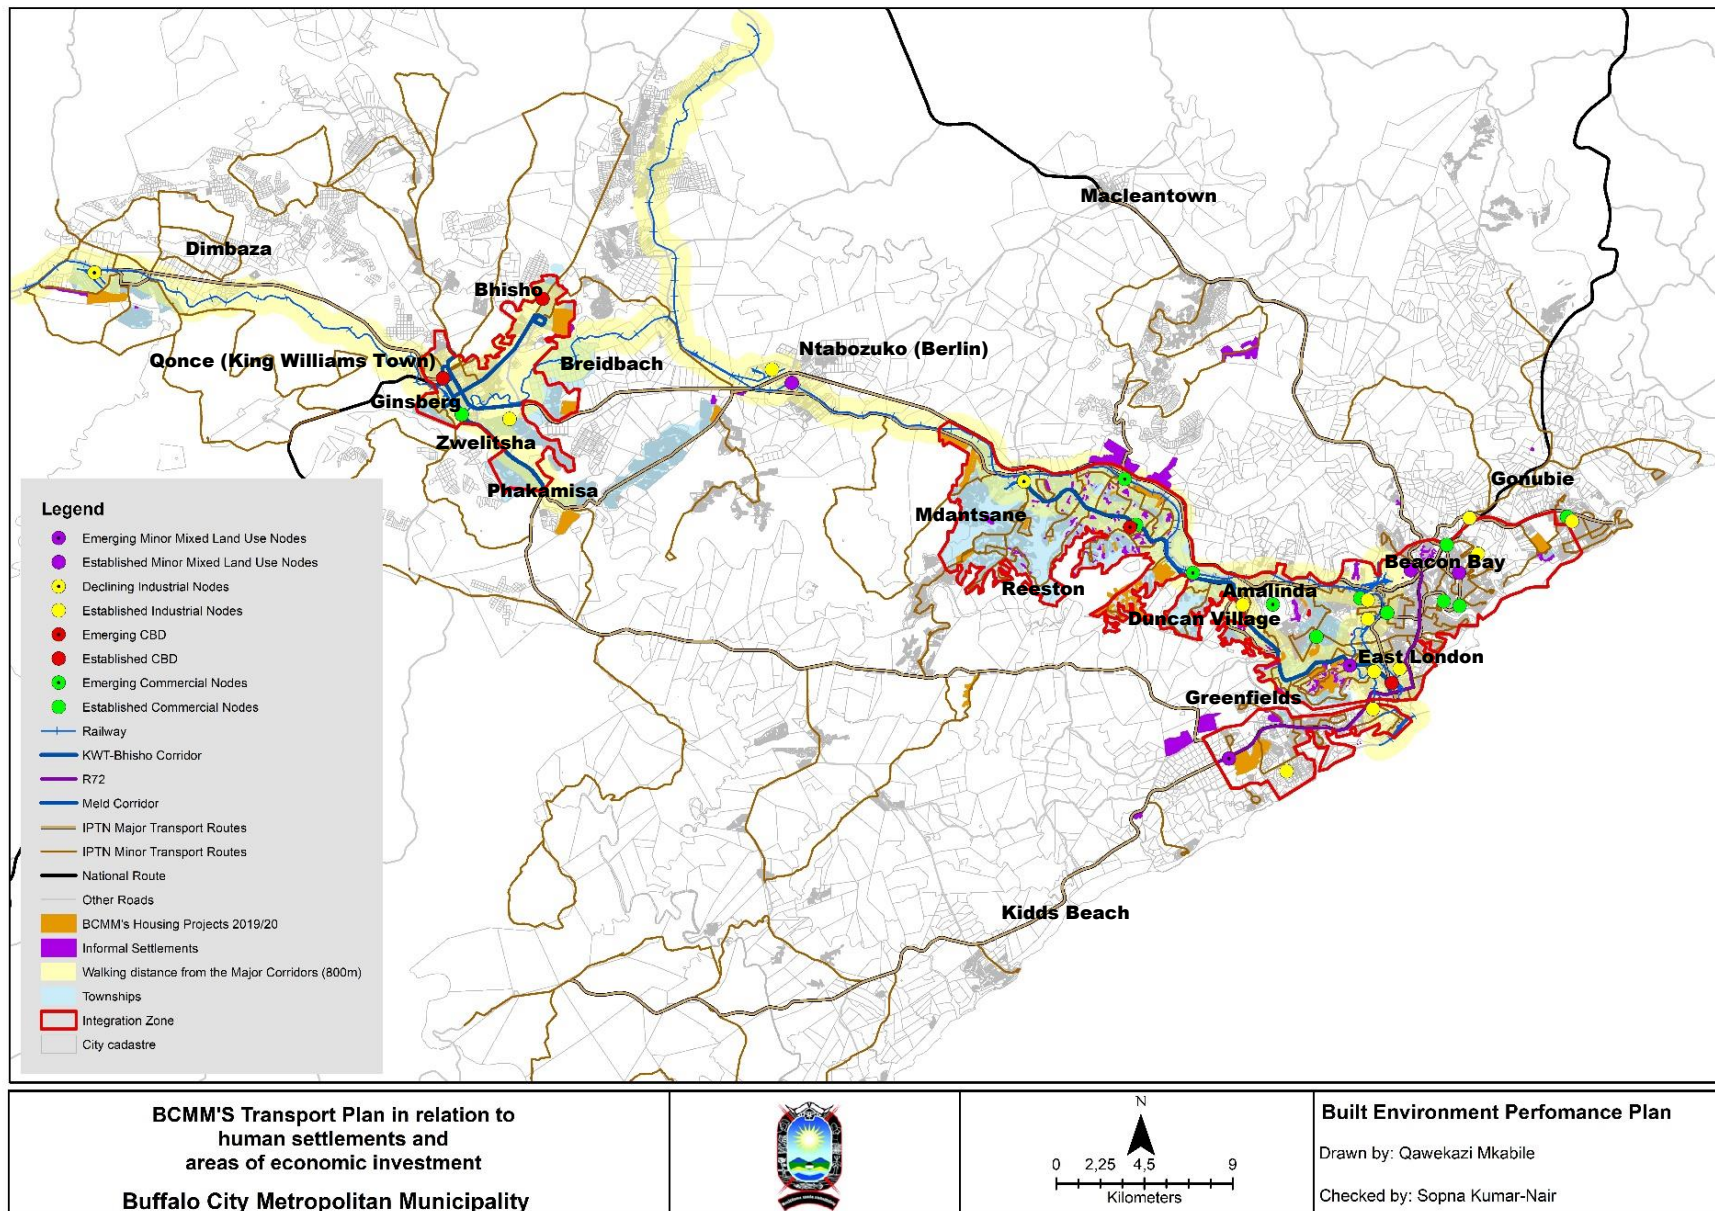 Macleantown
Dimbaza
Bhisho
Ntabozuko (Berlin)
Qonce (King Williams Town)
Breidbach
Ginsberg
Zwelitsha
Gonubie
Phakamisa
Mdantsane
Beacon Bay
Reeston
Amalinda
Duncan Village
East London
Greenfields
Kidds Beach
Legend
Emerging Minor Mixed Land Use Nodes
Established Minor Mixed Land Use Nodes
Declining Industrial Nodes
Established Industrial Nodes
Emerging CBD
Established CBD
Emerging Commercial Nodes
Established Commercial Nodes
Railway
KWT-Bhisho Corridor
R72
Meld Corridor
IPTN Major Transport Routes
IPTN Minor Transport Routes
National Route
Other Roads
BCMM's Housing Projects 2019/20
Informal Settlements
Walking distance from the Major Corridors (800m)
Townships
Integration Zone
City cadastre
BCMM'S Transport Plan in relation to
human settlements and
areas of economic investment
Buffalo City Metropolitan Municipality
N
0 2,25 4,5 9
Kilometers
Built Environment Perfomance Plan
Drawn by: Qawekazi Mkabile
Checked by: Sopna Kumar-Nair